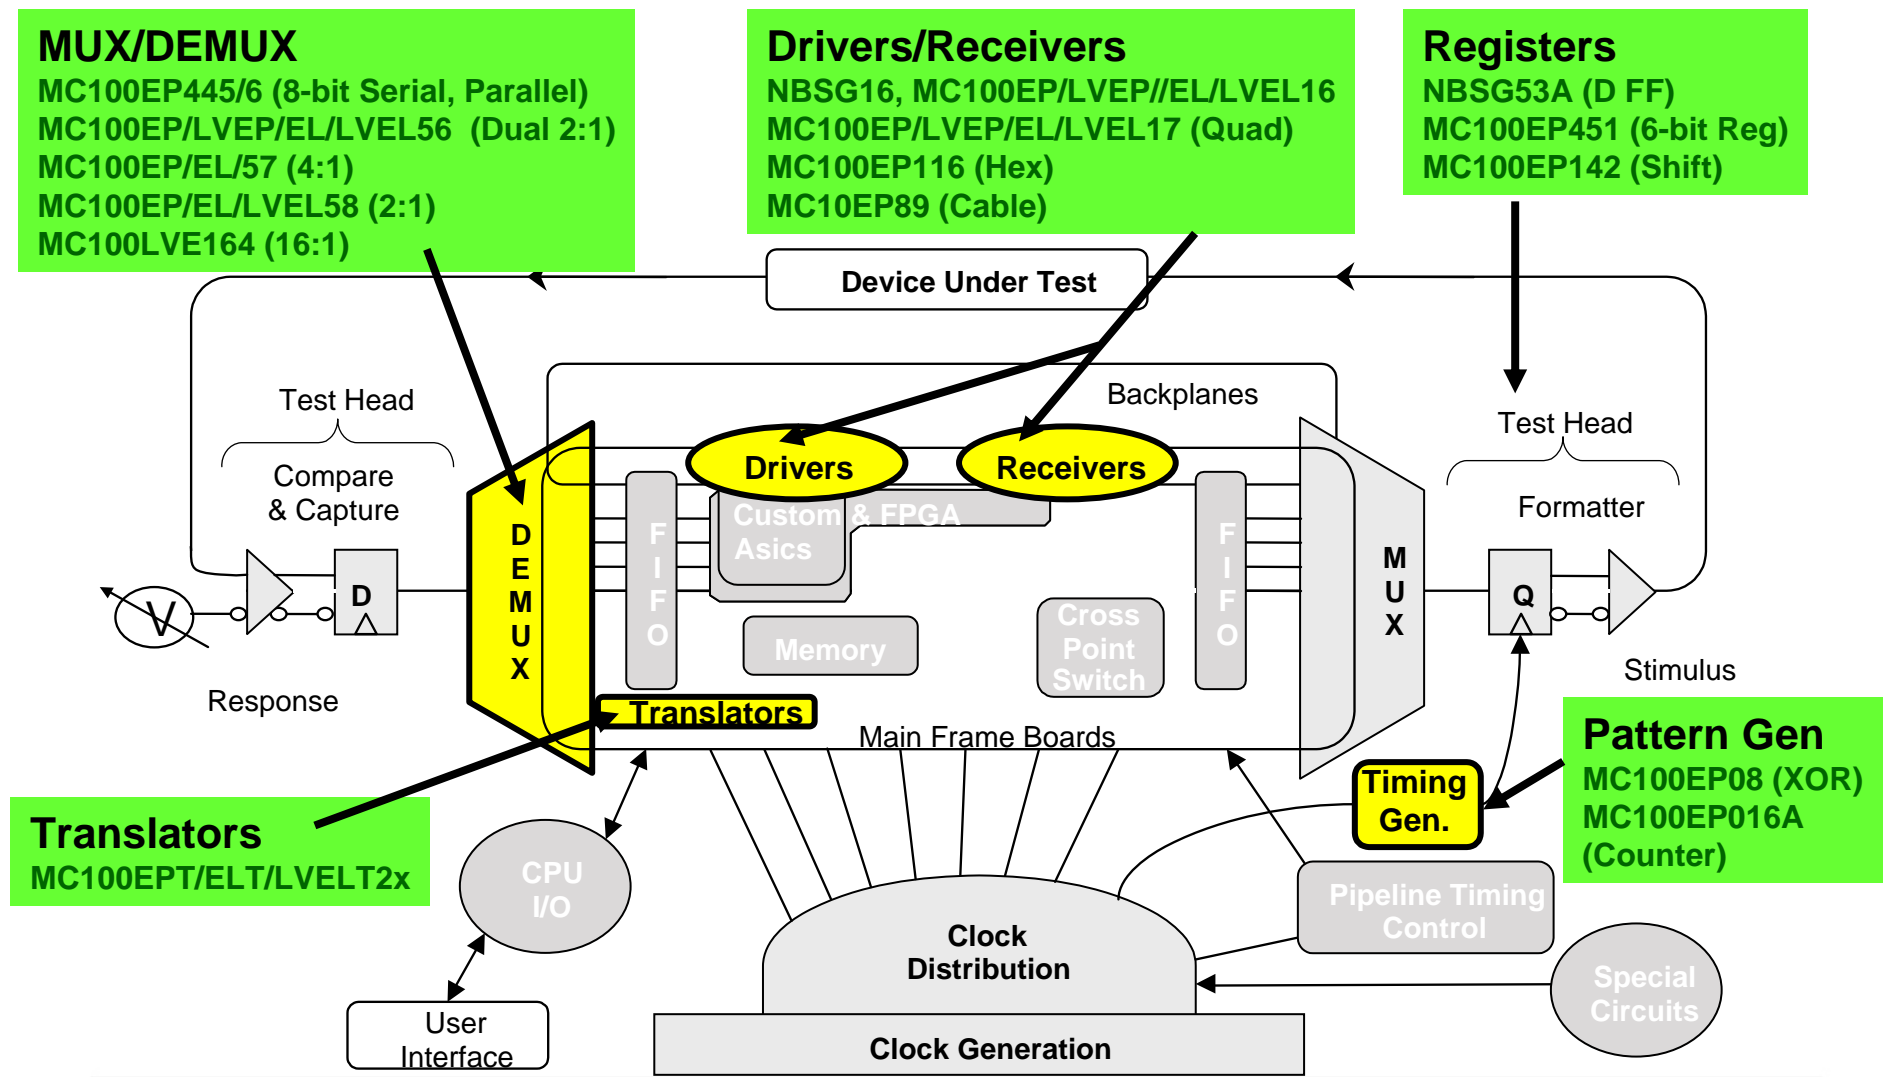 MUX/DEMUX
MC100EP445/6 (8-bit Serial, Parallel)
MC100EP/LVEP/EL/LVEL56 (Dual 2:1)
MC100EP/EL/57 (4:1)
MC100EP/EL/LVEL58 (2:1)
MC100LVE164 (16:1)
Drivers/Receivers
NBSG16, MC100EP/LVEP//EL/LVEL16
MC100EP/LVEP/EL/LVEL17 (Quad)
MC100EP116 (Hex)
MC10EP89 (Cable)
Registers
NBSG53A (D FF)
MC100EP451 (6-bit Reg)
MC100EP142 (Shift)
Device Under Test
Test Head
Compare
& Capture
Backplanes
Test Head
Formatter
Drivers
Receivers
Custom & FPGA
Asics
D
E
M
U
X
F
I
F
O
F
I
F
O
M
U
X
V
D
Q
Memory
Cross
Point
Switch
Response
Stimulus
Translators
Main Frame Boards
Timing
Gen.
Pattern Gen
MC100EP08 (XOR)
MC100EP016A
(Counter)
Translators
MC100EPT/ELT/LVELT2x
CPU
I/O
Pipeline Timing
Control
Clock
Distribution
Special
Circuits
User
Interface
Clock Generation